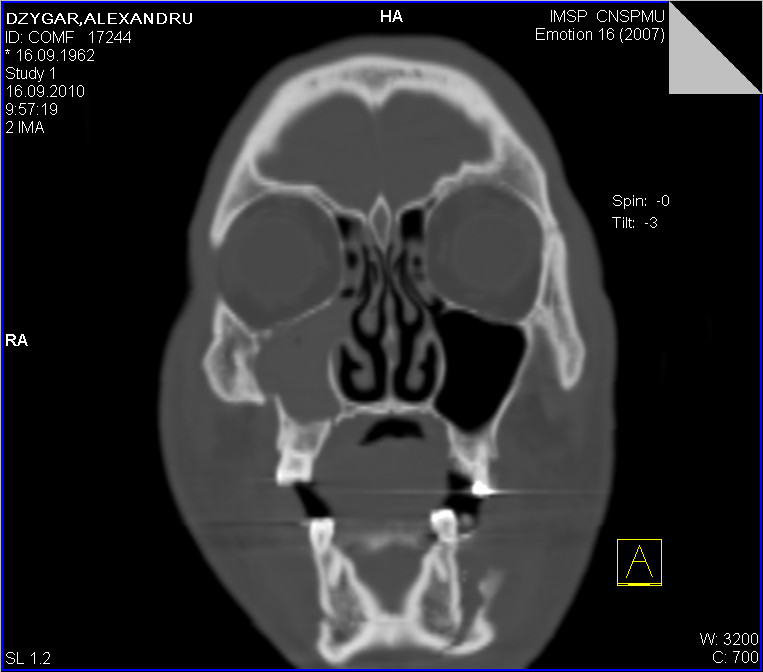 DZYGAR,ALEXANDRU
ID: COMF 17244
* 16.09.1962
Study 1
16.09.2010
9:57:19
2 IMA
HA
IMSP CNSPMU
Emotion 16 (2007)
Spin: -0
Tilt: -3
RA
A
SL 1.2
W: 3200
C: 700